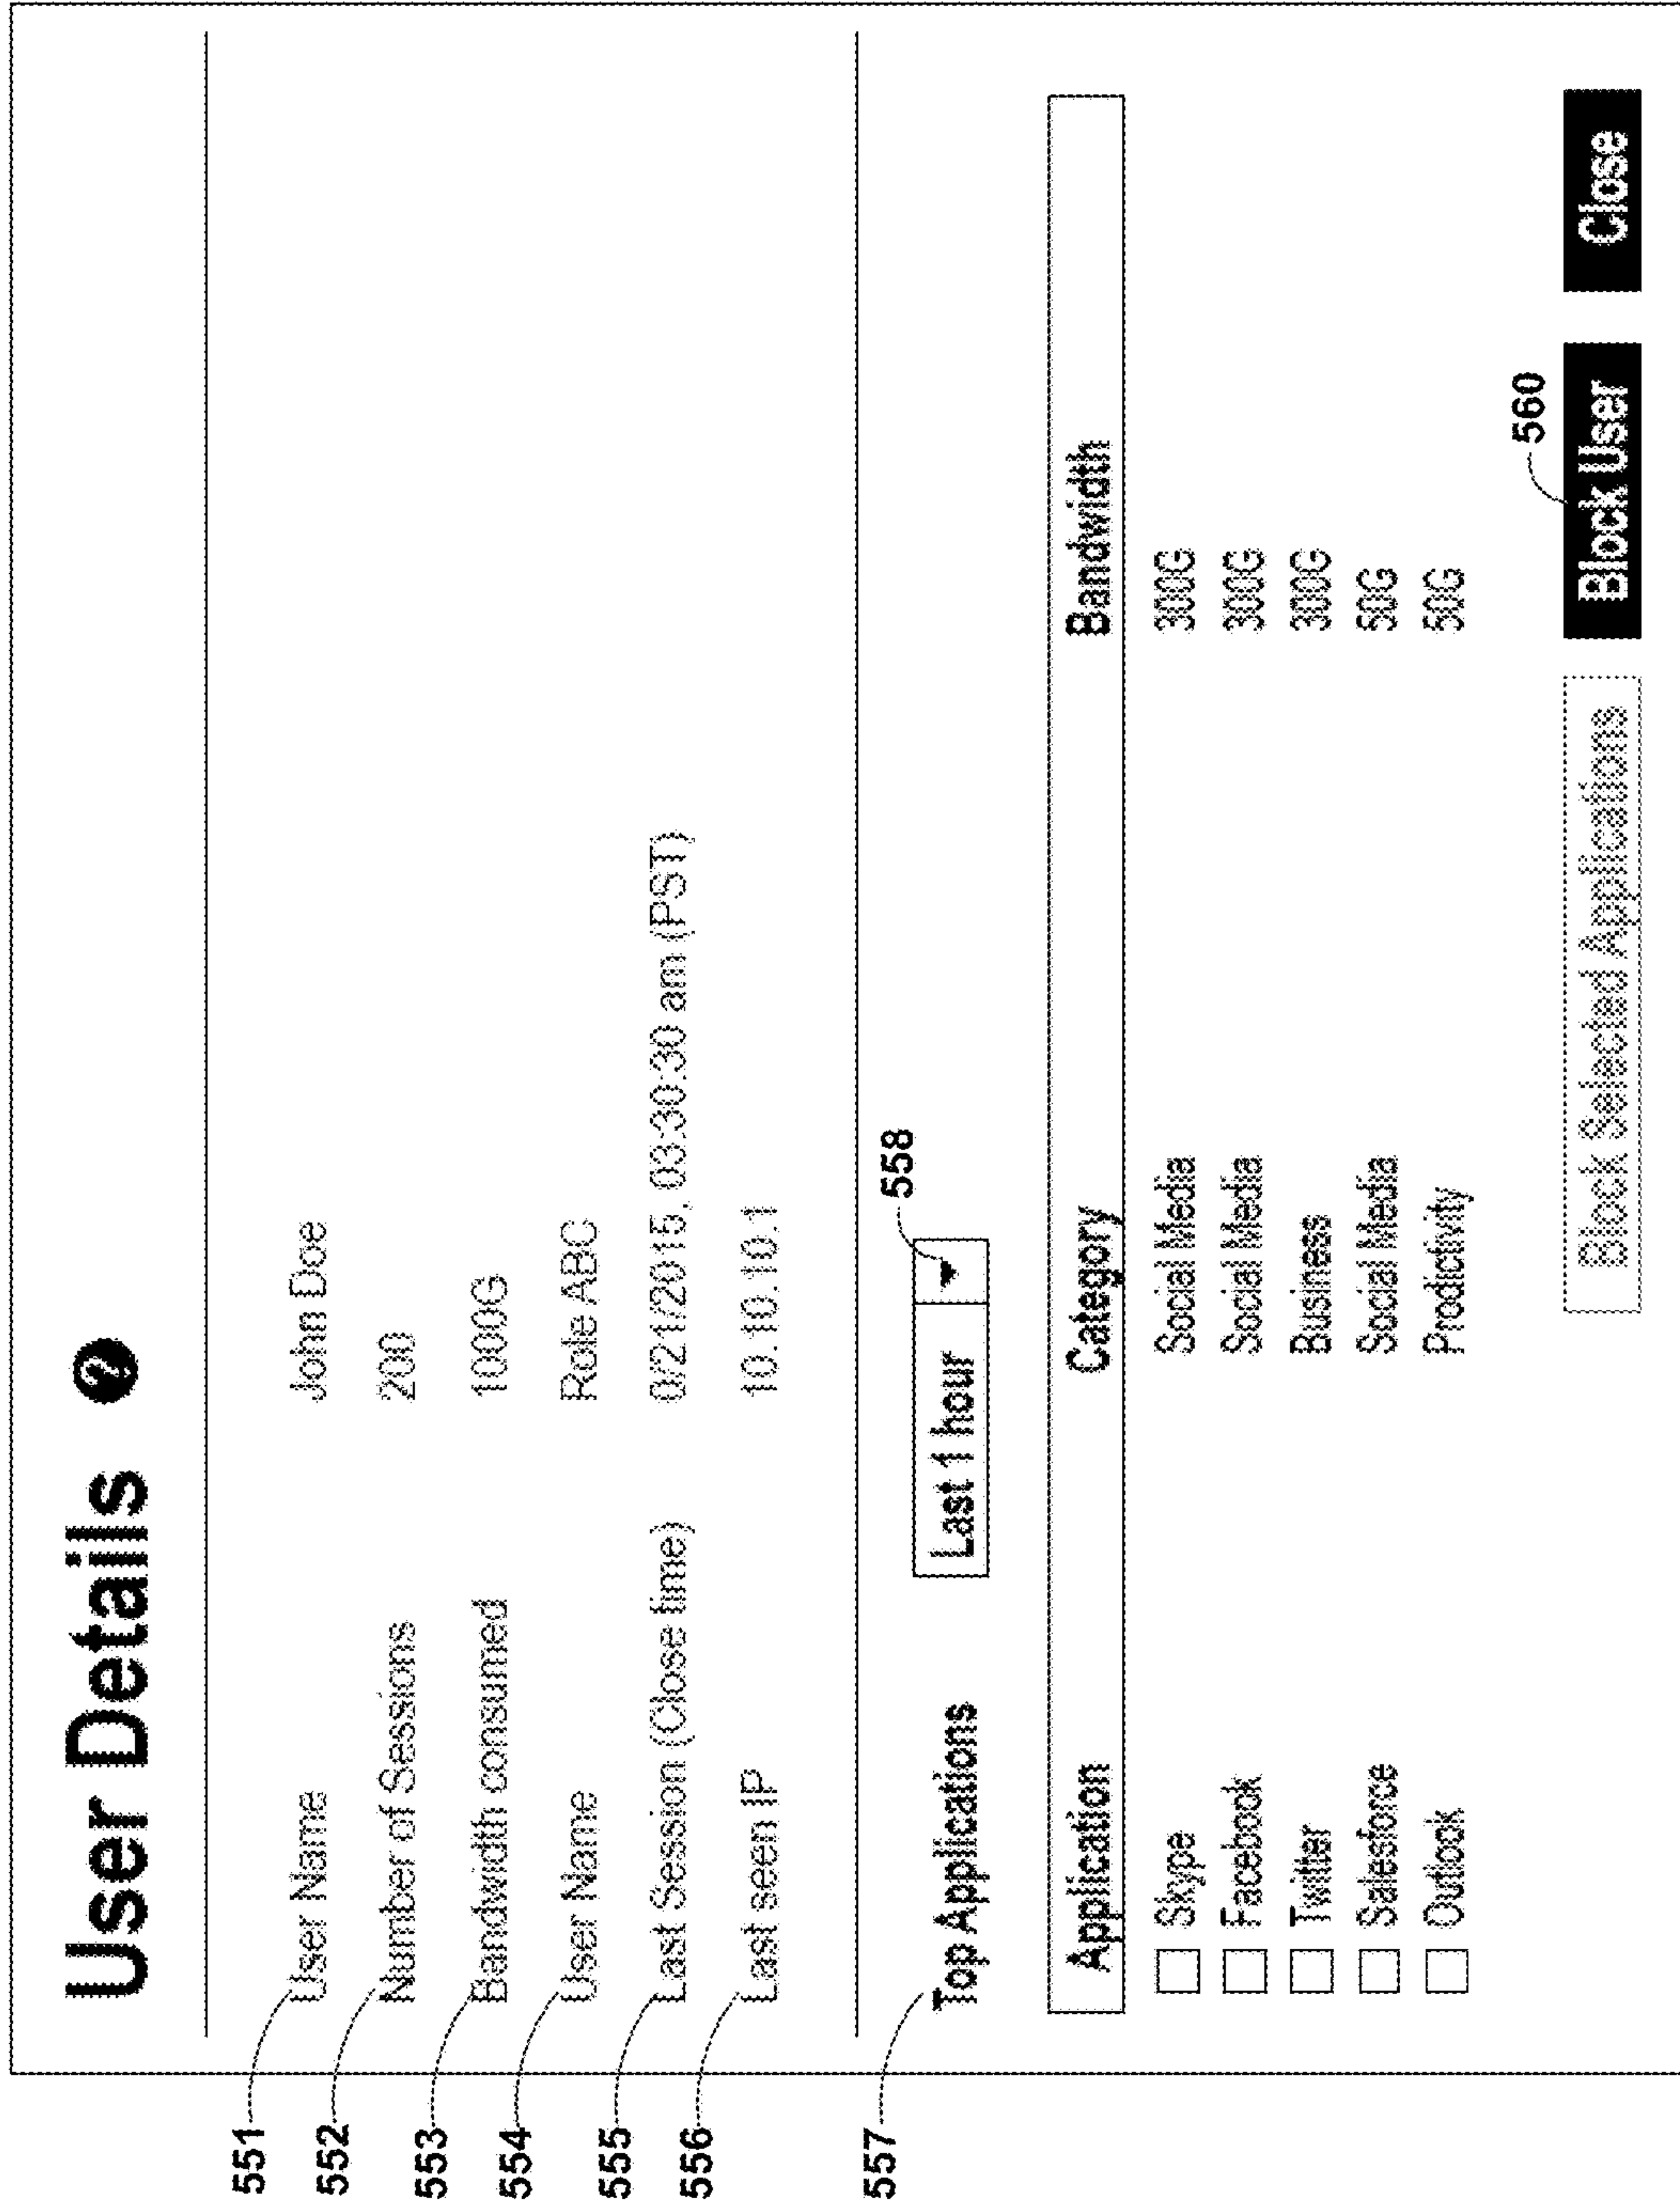 User Details ?
551 User Name John Doe
552 Number of Sessions 200
553 Bandwidth consumed 1000G
554 User Name Role ABC
555 Last Session (Close time) 0/21/2015, 03:30:30 am (PST)
556 Last seen IP 10.10.10.1
557 Top Applications Last 1 hour 558
Application Category Bandwidth
Skype Social Media 300G
Facebook Social Media 300G
Twitter Business 300G
Salesforce Social Media 50G
Outlook Productivity 50G
560
Block Selected Applications Block User Close